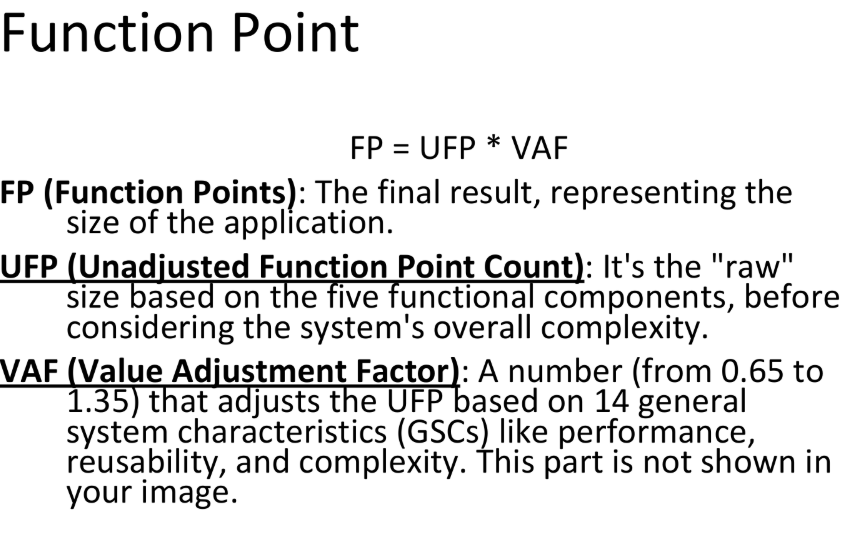 Function Point
FP = UFP * VAF
FP (Function Points): The final result, representing the
size of the application.
UFP (Unadjusted Function Point Count): It's the "raw"
size based on the five functional components, before
considering the system's overall complexity.
VAF (Value Adjustment Factor): A number (from 0.65 to
1.35) that adjusts the UFP based on 14 general
system characteristics (GSCs) like performance,
reusability, and complexity. This part is not shown in
your image.